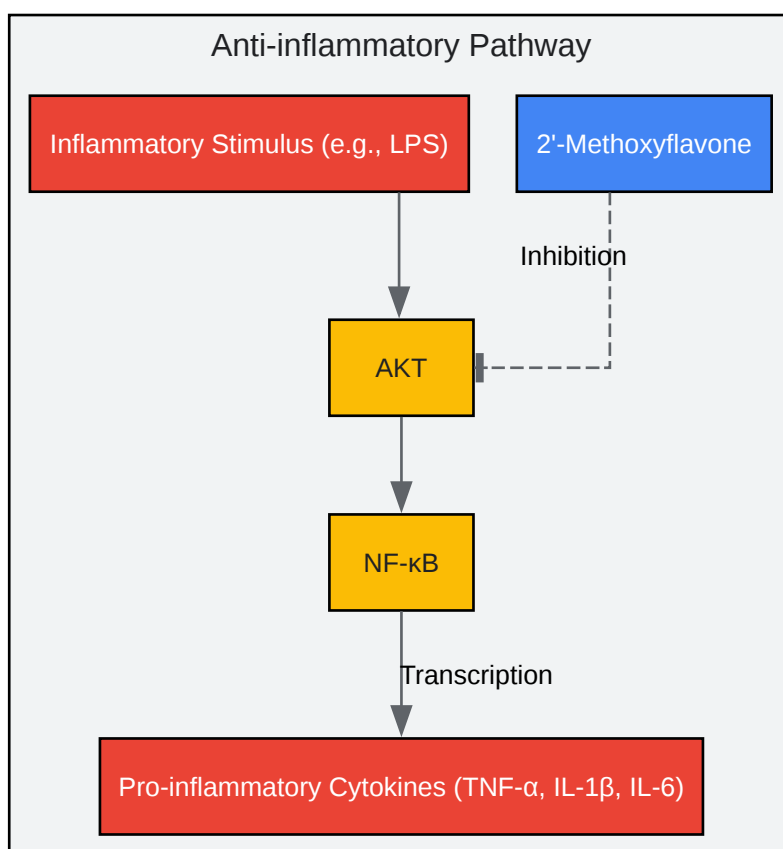 Anti-inflammatory Pathway
Inflammatory Stimulus (e.g., LPS)
2'-Methoxyflavone
Inhibition
AKT
NF-κB
Transcription
Pro-inflammatory Cytokines (TNF-α, IL-1β, IL-6)